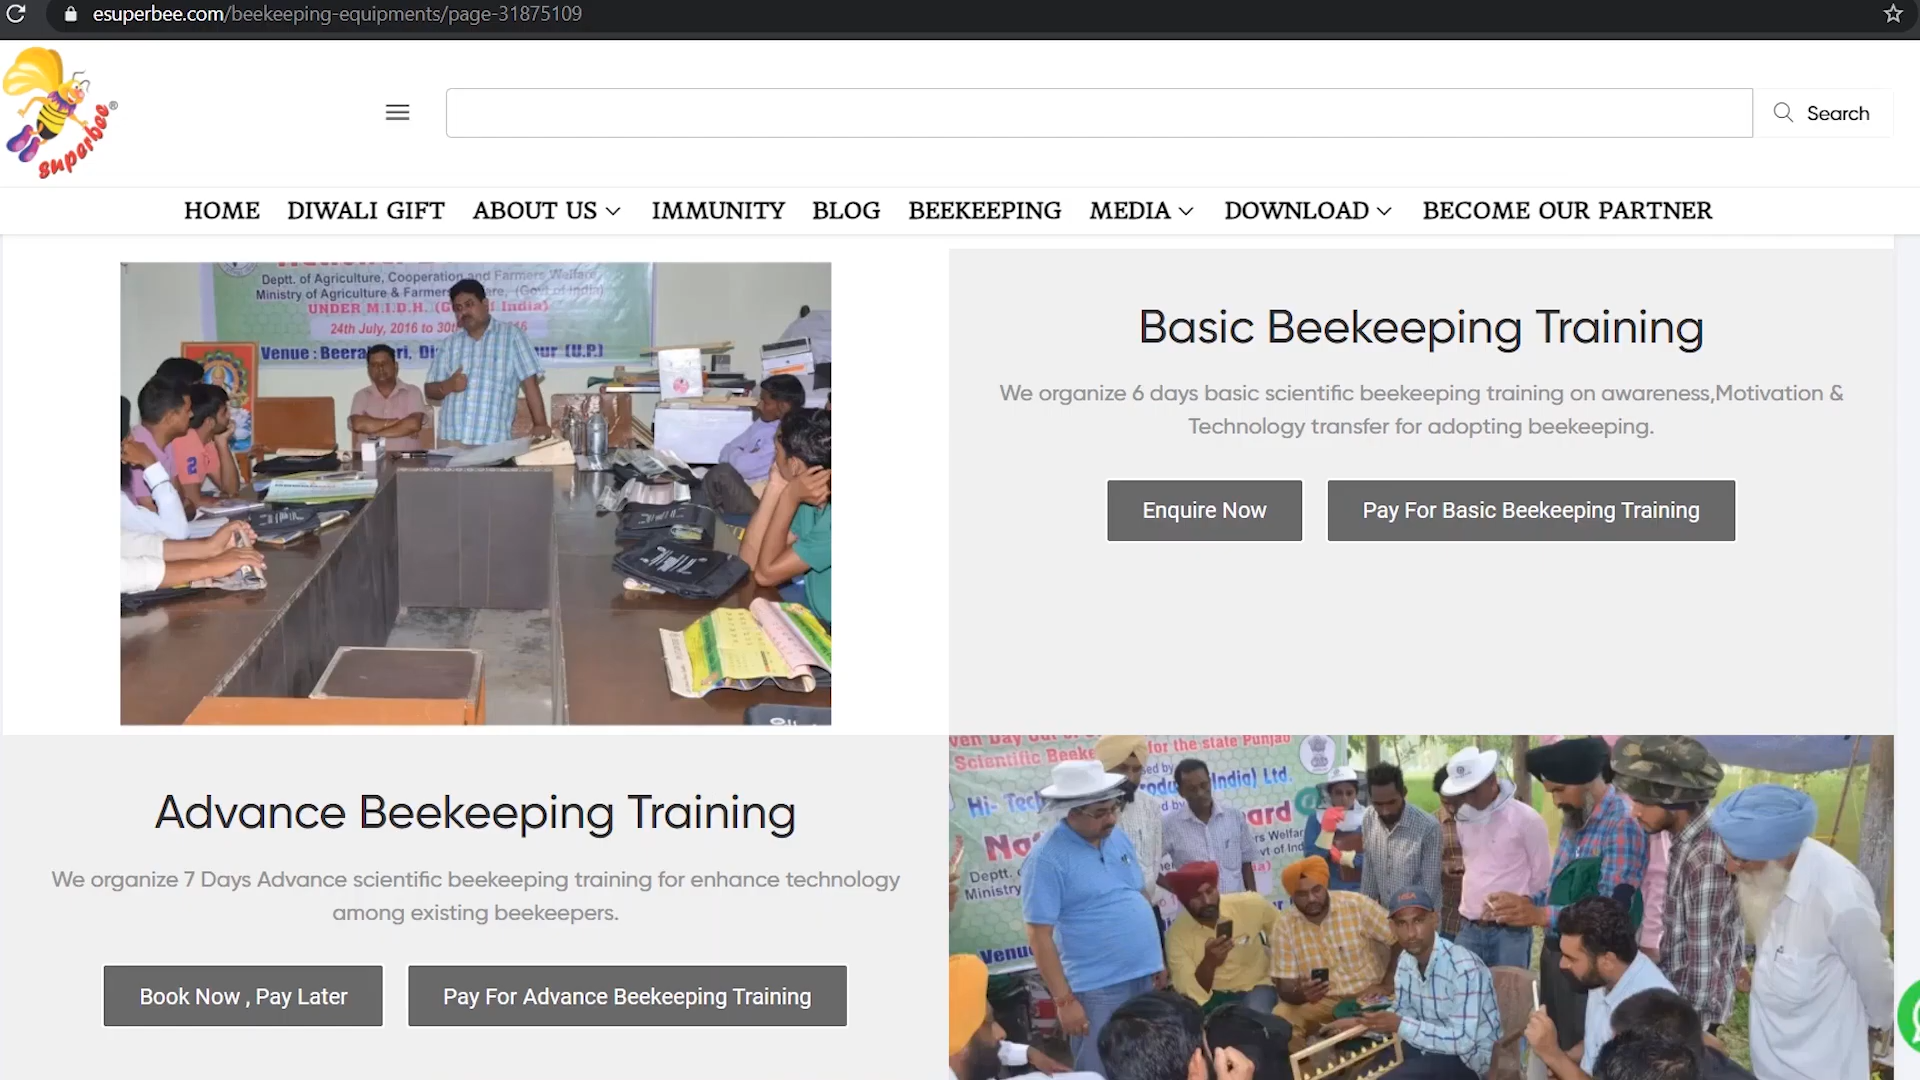 esuperbee.com/beekeeping-equipments/page-31875109
superbee®
Search
HOME DIWALI GIFT ABOUT US IMMUNITY BLOG BEEKEEPING MEDIA DOWNLOAD BECOME OUR PARTNER
Deptt. of Agriculture, Cooperation and Farmers Welfare,
Ministry of Agriculture & Farmers (Govt of India)
UNDER M.I.D.H. India)
24th July, 2016 to 30th
Venue : (U.P.)
Basic Beekeeping Training
We organize 6 days basic scientific beekeeping training on awareness,Motivation &
Technology transfer for adopting beekeeping.
Enquire Now
Pay For Basic Beekeeping Training
Advance Beekeeping Training
We organize 7 Days Advance scientific beekeeping training for enhance technology
among existing beekeepers.
Book Now , Pay Later
Pay For Advance Beekeeping Training
for the state Punjab
Scientific
(India) Ltd.
Hi-
Deptt.
Ministry